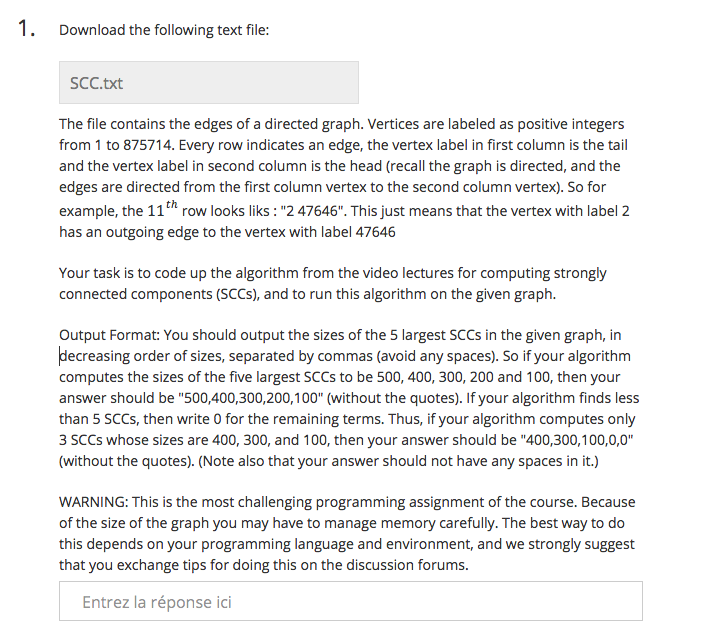 1. Download the following text file:
SCC.txt
The file contains the edges of a directed graph. Vertices are labeled as positive integers
from 1 to 875714. Every row indicates an edge, the vertex label in first column is the tail
and the vertex label in second column is the head (recall the graph is directed, and the
edges are directed from the first column vertex to the second column vertex). So for
example, the 11th row looks liks : "2 47646". This just means that the vertex with label 2
has an outgoing edge to the vertex with label 47646
Your task is to code up the algorithm from the video lectures for computing strongly
connected components (SCCs), and to run this algorithm on the given graph.
Output Format: You should output the sizes of the 5 largest SCCs in the given graph, in
decreasing order of sizes, separated by commas (avoid any spaces). So if your algorithm
computes the sizes of the five largest SCCs to be 500, 400, 300, 200 and 100, then your
answer should be "500,400,300,200,100" (without the quotes). If your algorithm finds less
than 5 SCCs, then write 0 for the remaining terms. Thus, if your algorithm computes only
3 SCCs whose sizes are 400, 300, and 100, then your answer should be "400,300,100,0,0"
(without the quotes). (Note also that your answer should not have any spaces in it.)
WARNING: This is the most challenging programming assignment of the course. Because
of the size of the graph you may have to manage memory carefully. The best way to do
this depends on your programming language and environment, and we strongly suggest
that you exchange tips for doing this on the discussion forums.
Entrez la réponse ici